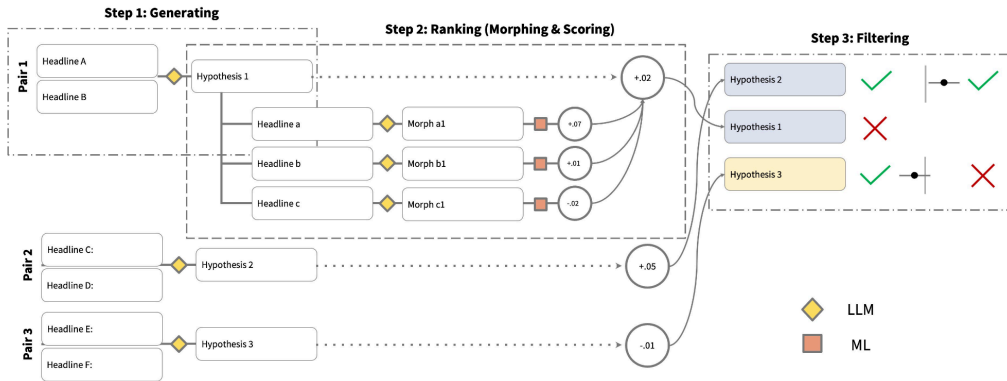 Step 1: Generating
Step 2: Ranking (Morphing & Scoring)
Step 3: Filtering
Pair 1
Headline A
Headline B
Hypothesis 1
+.02
Headline a
Morph a1
+.07
Headline b
Morph b1
+.01
Headline c
Morph c1
-.02
Hypothesis 2
Hypothesis 1
Hypothesis 3
Pair 2
Headline C:
Headline D:
Hypothesis 2
+.05
Pair 3
Headline E:
Headline F:
Hypothesis 3
-.01
LLM
ML